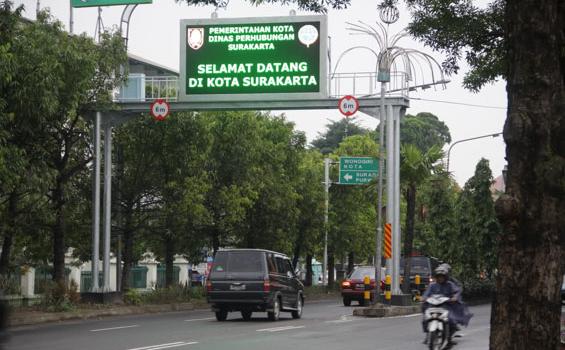 PEMERINTAHAN KOTA
DINAS PERHUBUNGAN
SURAKARTA
SELAMAT DATANG
DI KOTA SURAKARTA
6m
6m
WONOGIRI
KOTA